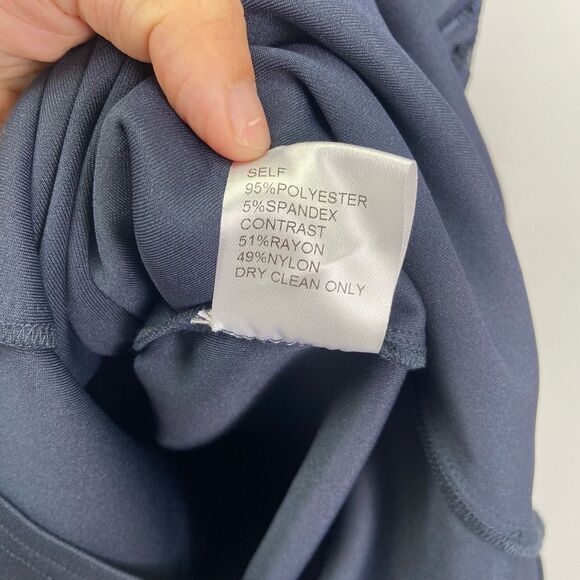 SELF
95%POLYESTER
5%SPANDEX
CONTRAST
51%RAYON
49%NYLON
DRY CLEAN ONLY